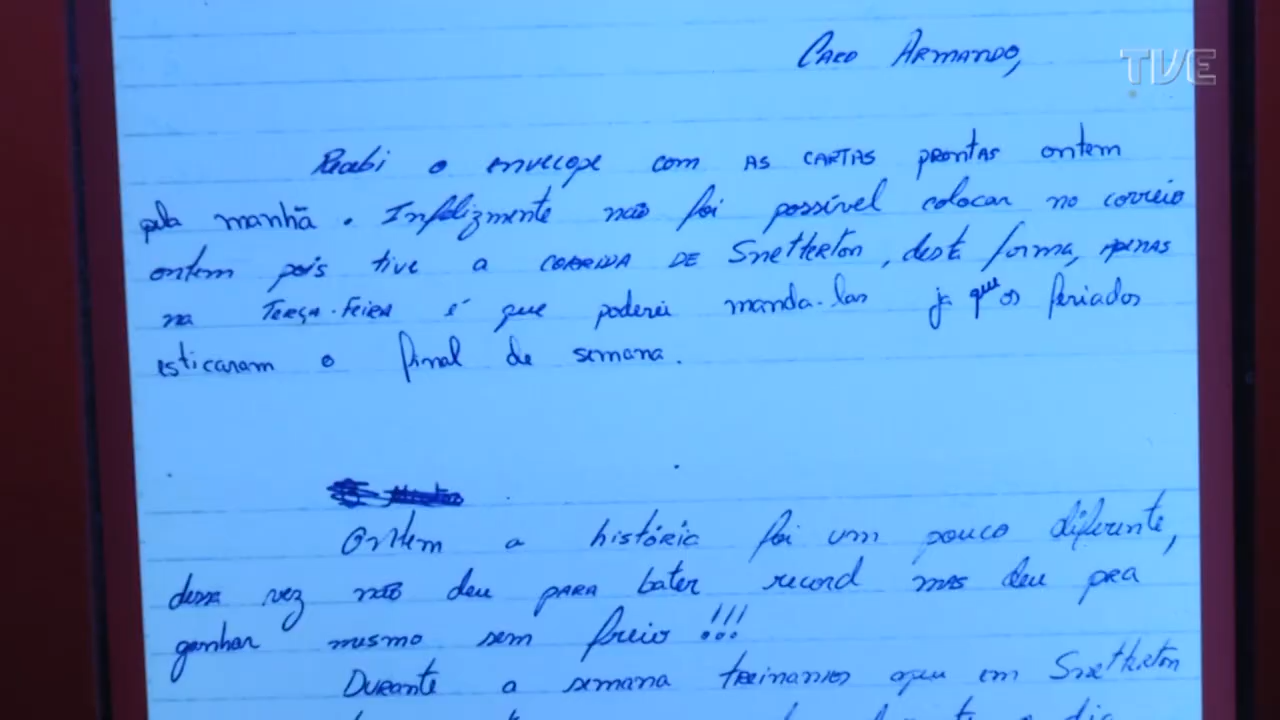 Caro Armando,
TVE
Recebi o envelope com as cartas prontas ontem
pela manhã. Infelizmente não foi possível colocar no correio
ontem pois tive a corrida de Snetterton, desta forma, apenas
na Terça-Feira é que poderei manda-las ja que os feriados
esticaram o final de semana.
Ontem a história foi um pouco diferente,
dessa vez não deu para bater record mas deu pra
ganhar mesmo sem freio!!!
Durante a semana treinamos aqui em Snetterton
dia